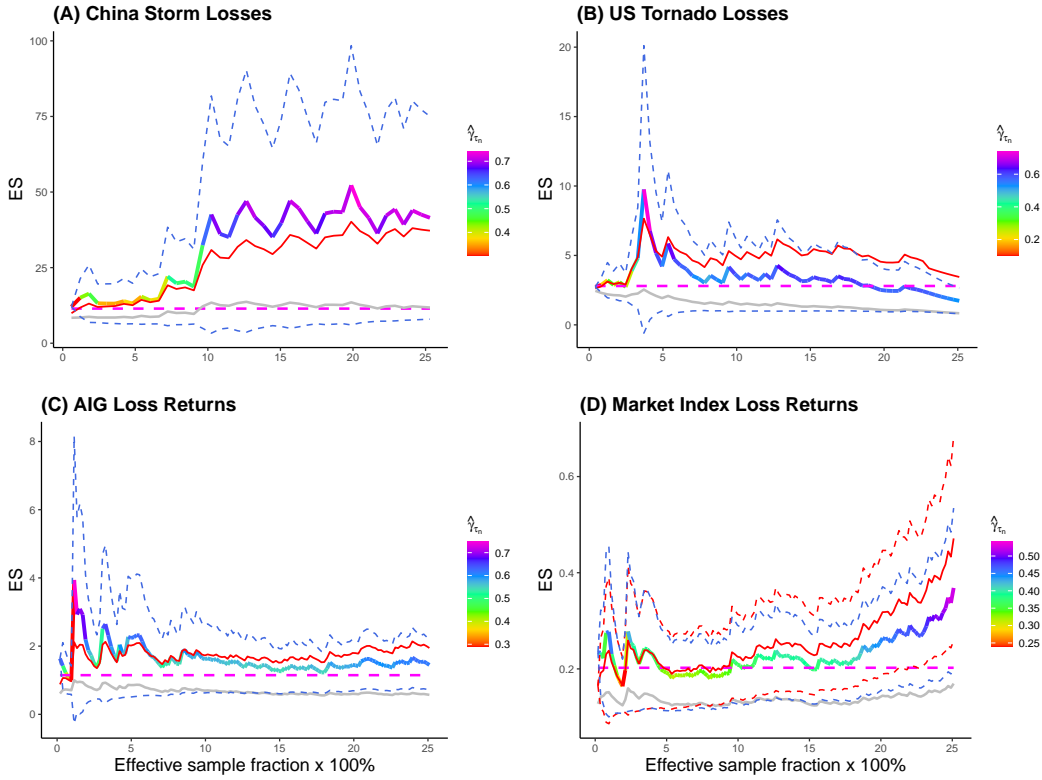 (A) China Storm Losses
100
75
50
25
0
ES
0 5 10 15 20 25
γ̂τn
0.7
0.6
0.5
0.4
(B) US Tornado Losses
20
15
10
5
0
ES
0 5 10 15 20 25
γ̂τn
0.6
0.4
0.2
(C) AIG Loss Returns
8
6
4
2
0
ES
0 5 10 15 20 25
Effective sample fraction x 100%
γ̂τn
0.7
0.6
0.5
0.4
0.3
(D) Market Index Loss Returns
0.6
0.4
0.2
ES
0 5 10 15 20 25
Effective sample fraction x 100%
γ̂τn
0.50
0.45
0.40
0.35
0.30
0.25